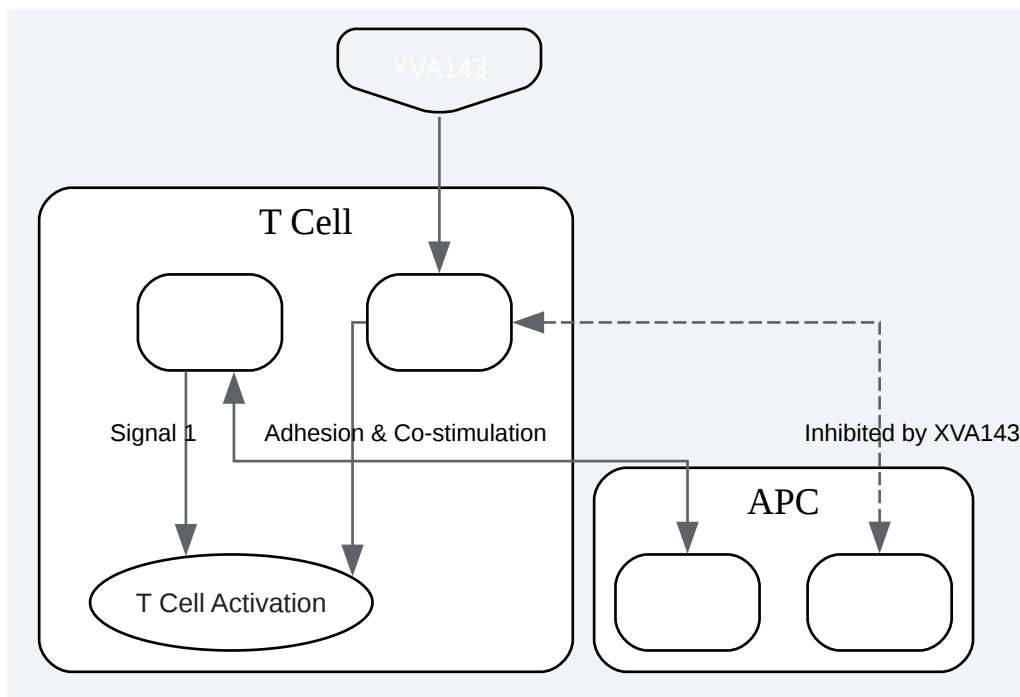 XVA143
T Cell
Signal 1
Adhesion & Co-stimulation
Inhibited by XVA143
APC
T Cell Activation